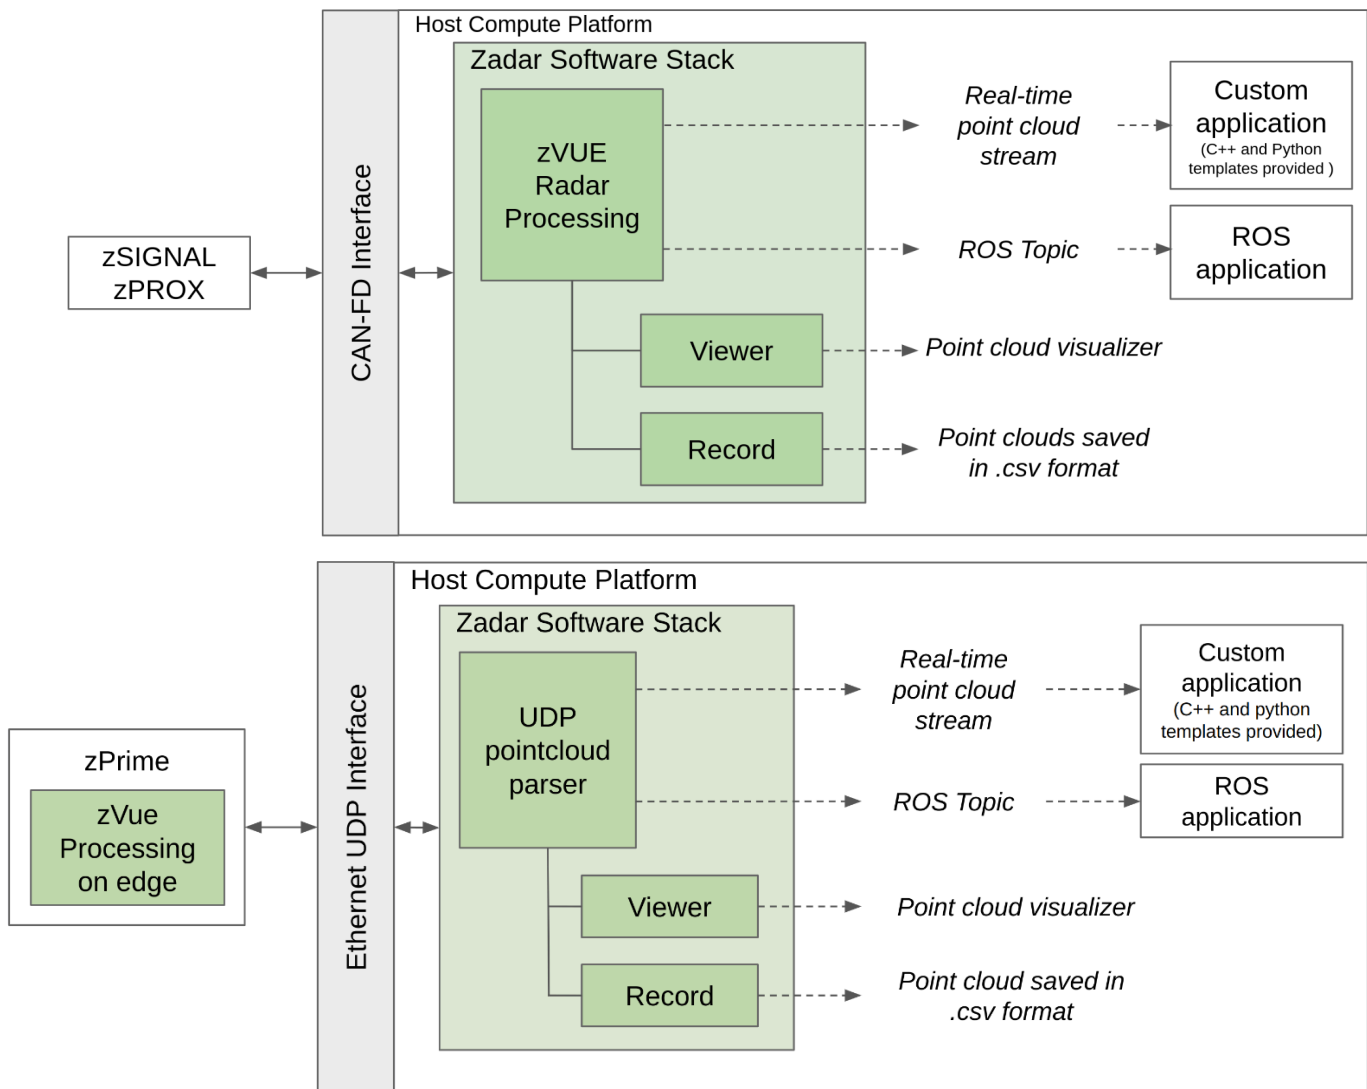 Host Compute Platform
Zadar Software Stack
zVUE
Radar
Processing
Real-time
point cloud
stream
Custom
application
(C++ and Python
templates provided )
ROS Topic
ROS
application
zSIGNAL
zPROX
CAN-FD Interface
Viewer
Point cloud visualizer
Record
Point clouds saved
in .csv format
Host Compute Platform
Zadar Software Stack
UDP
pointcloud
parser
Real-time
point cloud
stream
Custom
application
(C++ and python
templates provided)
ROS Topic
ROS
application
zPrime
zVue
Processing
on edge
Ethernet UDP Interface
Viewer
Point cloud visualizer
Record
Point cloud saved in
.csv format